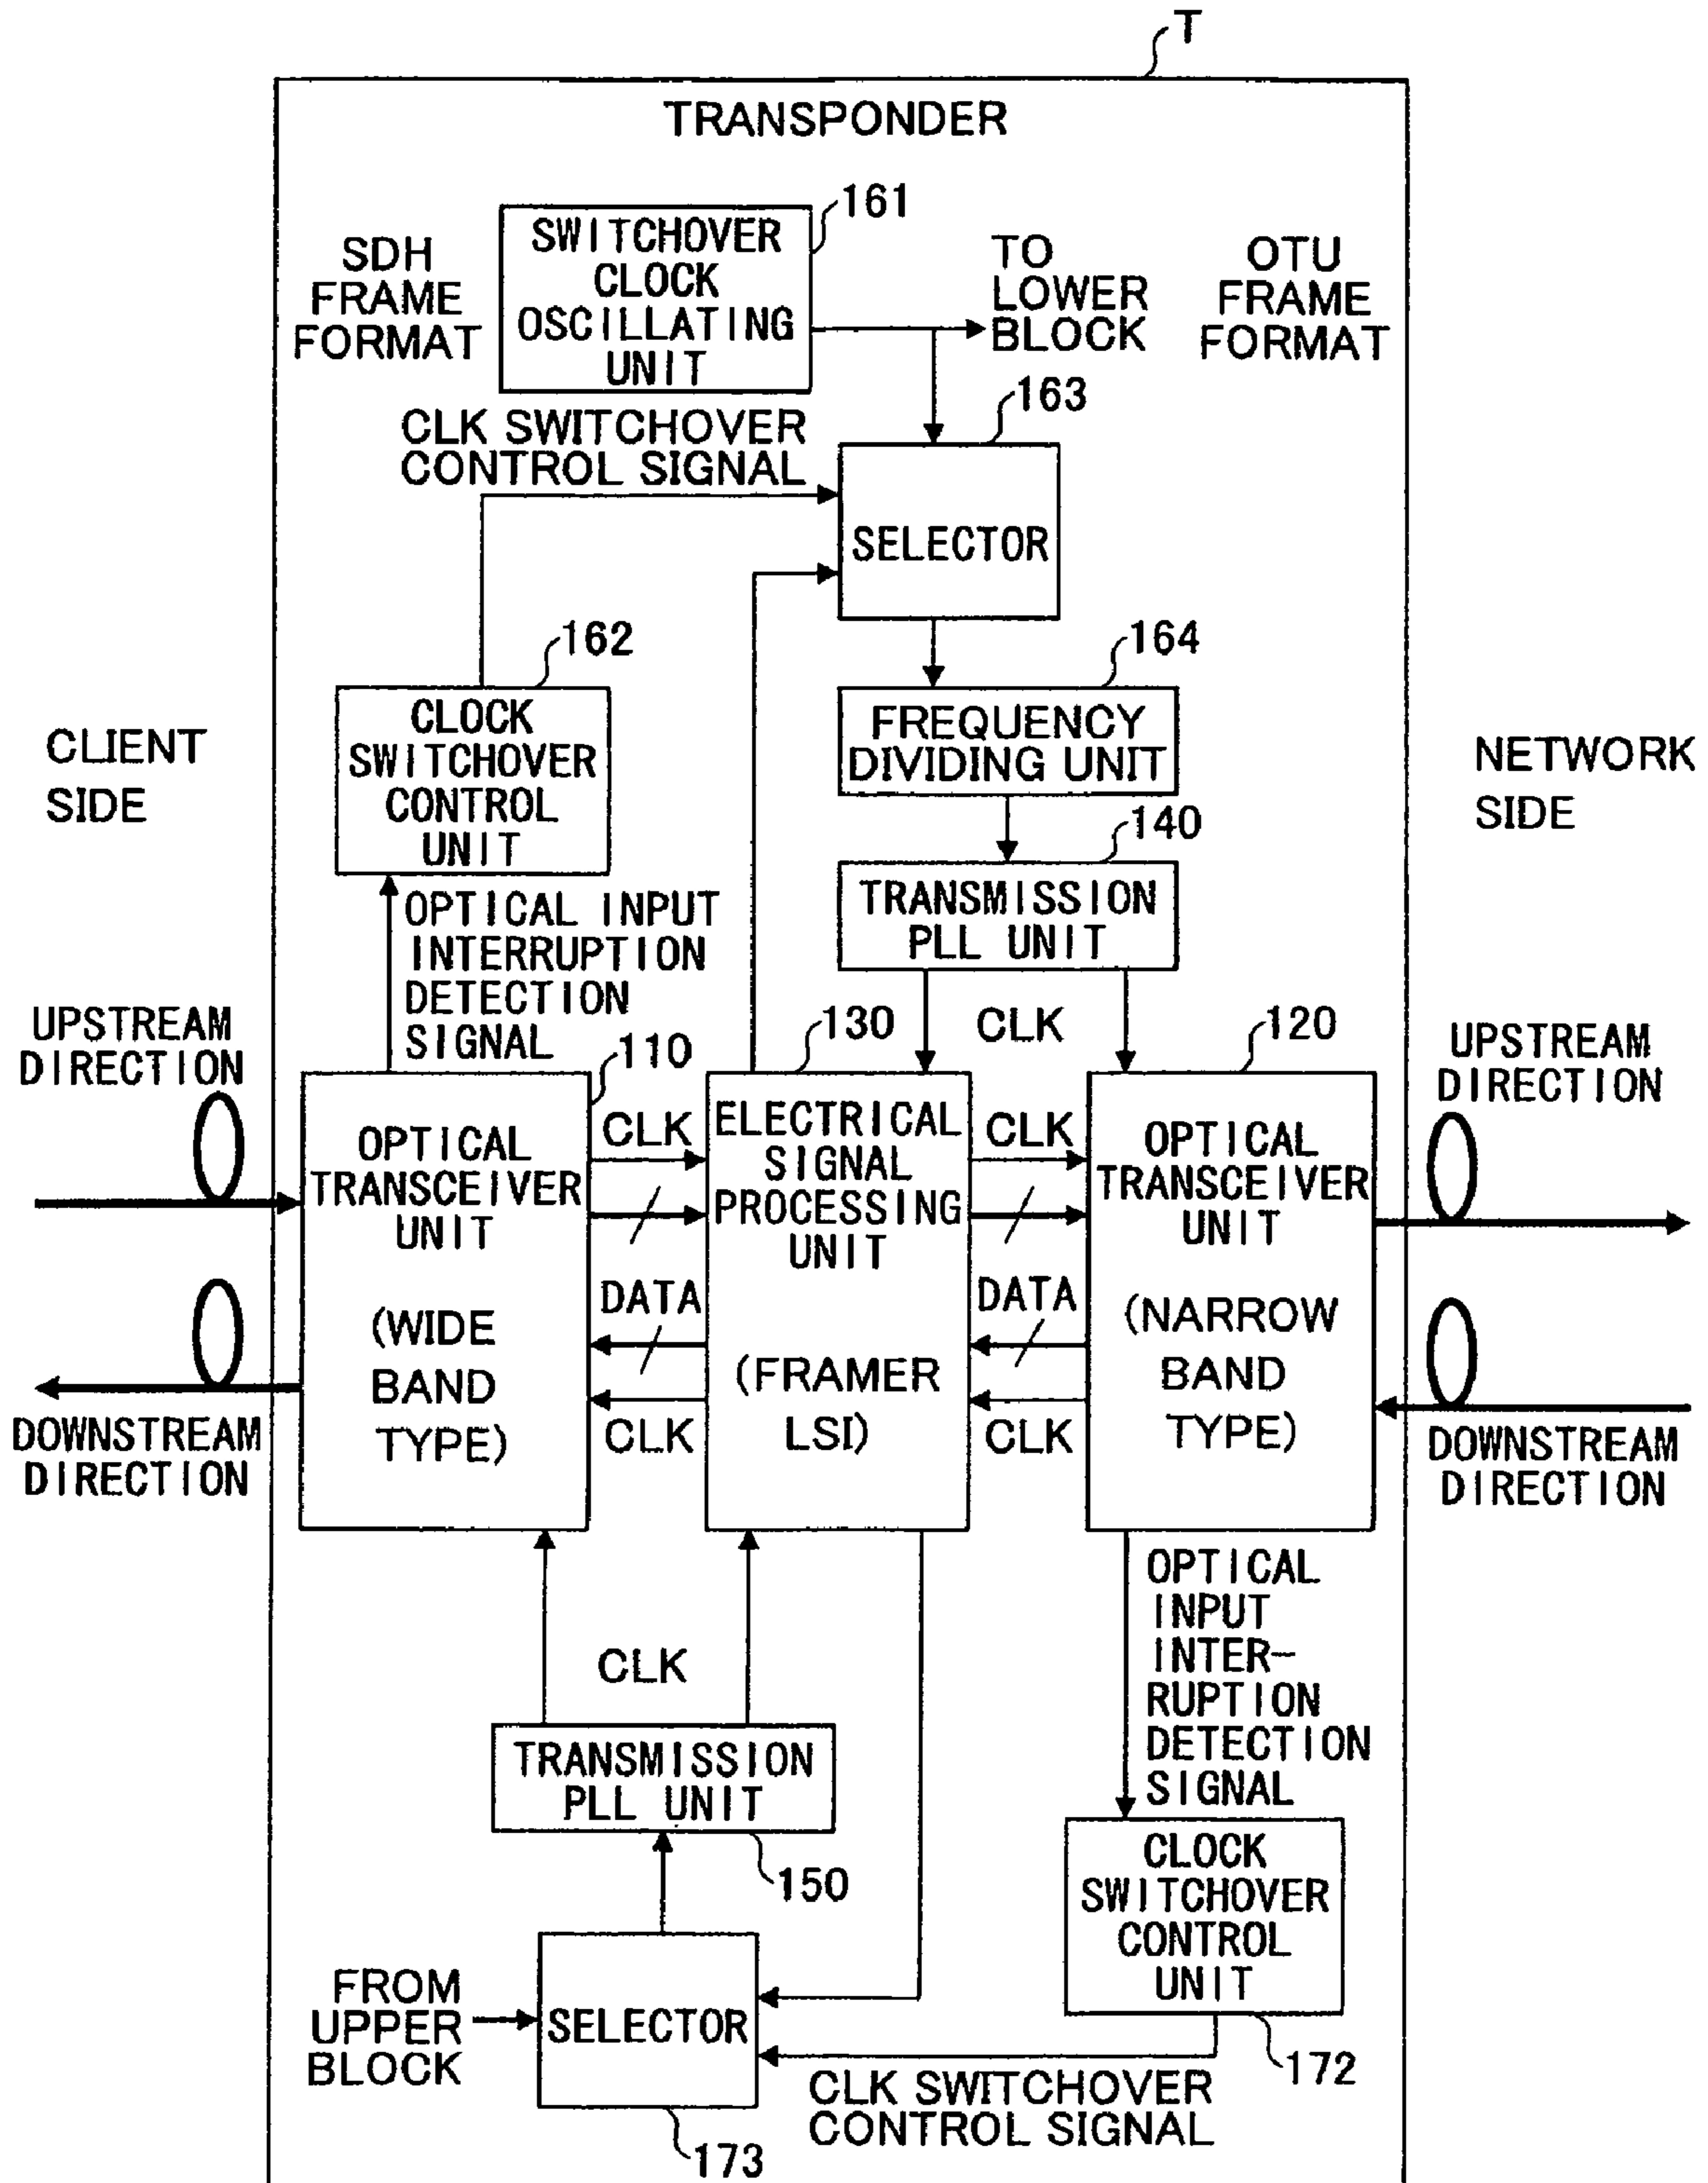 T
TRANSPONDER
161
SWITCHOVER
CLOCK
OSCILLATING
UNIT
SDH
FRAME
FORMAT
TO
LOWER
BLOCK
OTU
FRAME
FORMAT
163
CLK SWITCHOVER
CONTROL SIGNAL
SELECTOR
162
164
CLOCK
SWITCHOVER
CONTROL
UNIT
FREQUENCY
DIVIDING UNIT
CLIENT
SIDE
NETWORK
SIDE
140
TRANSMISSION
PLL UNIT
OPTICAL INPUT
INTERRUPTION
DETECTION
SIGNAL
UPSTREAM
DIRECTION
110
130
CLK
120
UPSTREAM
DIRECTION
OPTICAL
TRANSCEIVER
UNIT
(WIDE
BAND
TYPE)
CLK
DATA
CLK
ELECTRICAL
SIGNAL
PROCESSING
UNIT
(FRAMER
LSI)
CLK
DATA
CLK
OPTICAL
TRANSCEIVER
UNIT
(NARROW
BAND
TYPE)
DOWNSTREAM
DIRECTION
DOWNSTREAM
DIRECTION
OPTICAL
INPUT
INTER-
RUPTION
DETECTION
SIGNAL
CLK
TRANSMISSION
PLL UNIT
150
CLOCK
SWITCHOVER
CONTROL
UNIT
172
FROM
UPPER
BLOCK
SELECTOR
173
CLK SWITCHOVER
CONTROL SIGNAL